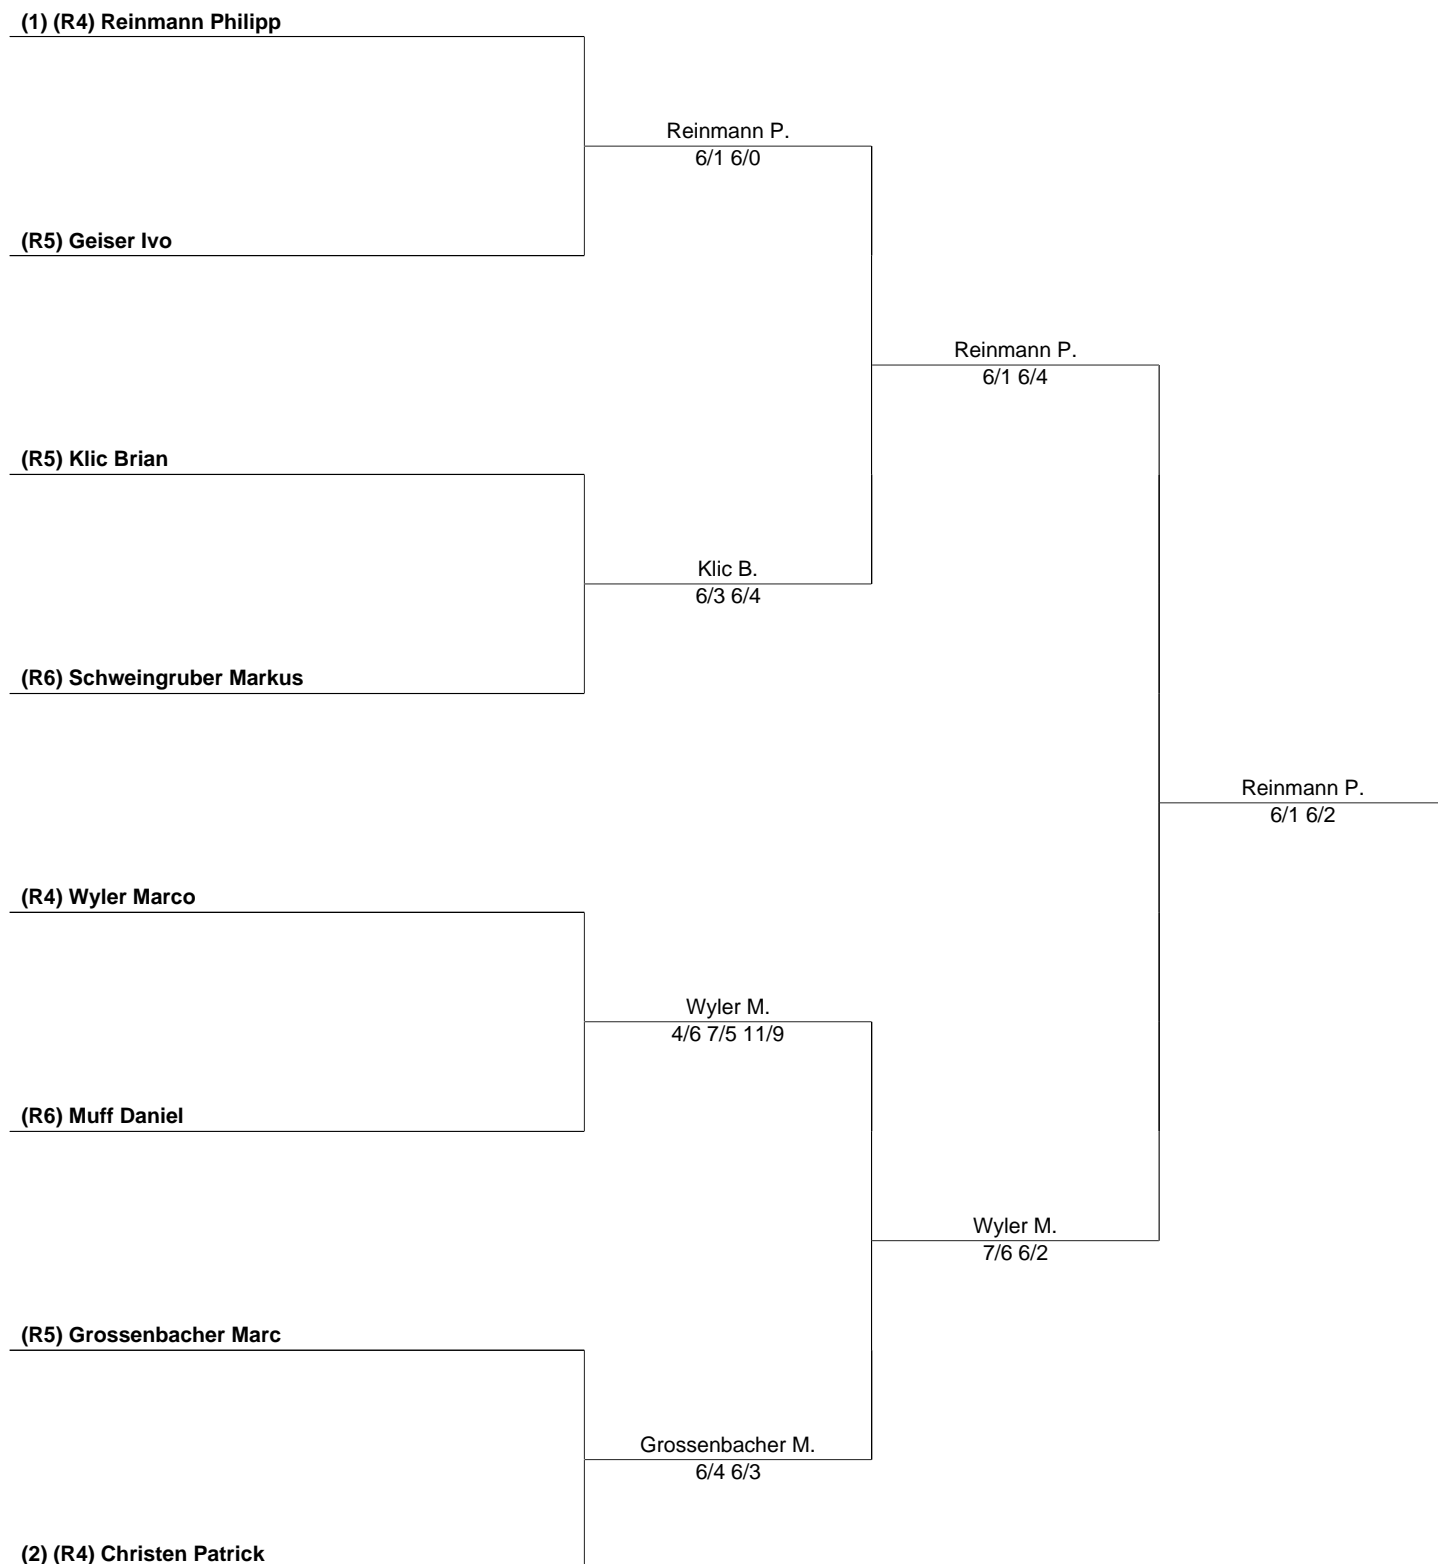 (1) (R4) Reinmann Philipp
Reinmann P.
6/1 6/0
(R5) Geiser Ivo
Reinmann P.
6/1 6/4
(R5) Klic Brian
Klic B.
6/3 6/4
(R6) Schweingruber Markus
Reinmann P.
6/1 6/2
(R4) Wyler Marco
Wyler M.
4/6 7/5 11/9
(R6) Muff Daniel
Wyler M.
7/6 6/2
(R5) Grossenbacher Marc
Grossenbacher M.
6/4 6/3
(2) (R4) Christen Patrick